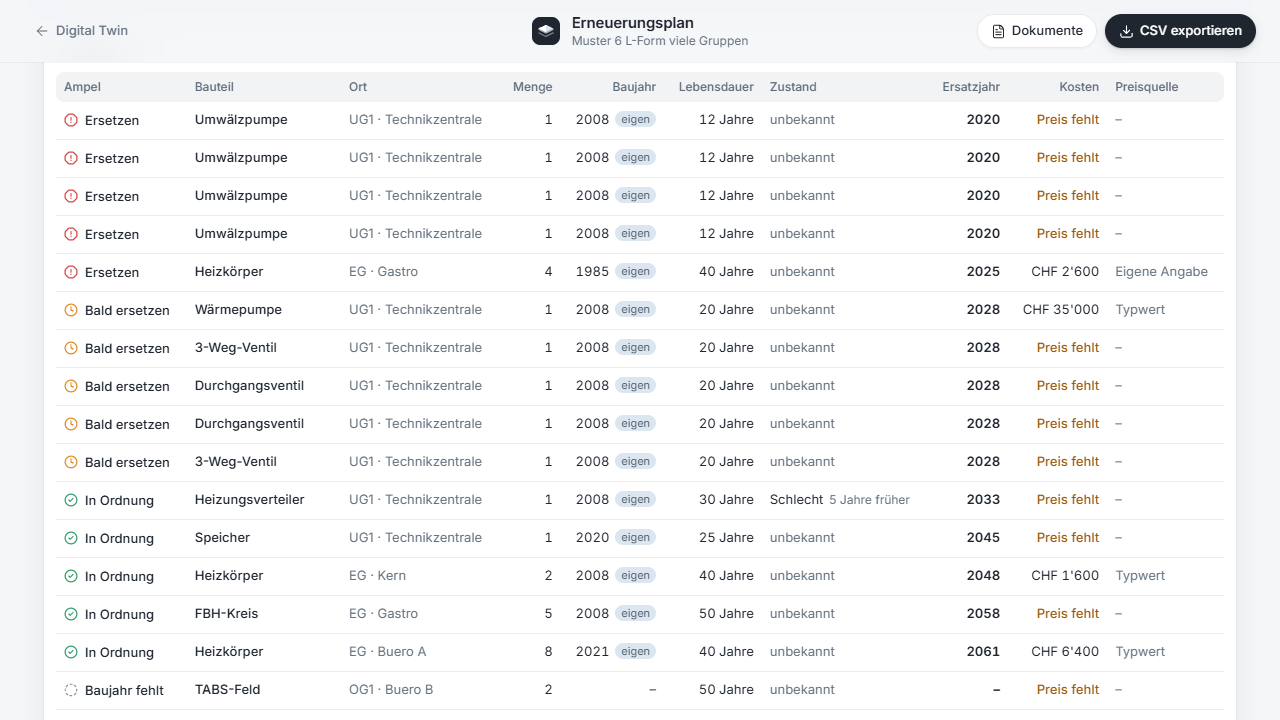 Digital Twin
Erneuerungsplan
Muster 6 L-Form viele Gruppen
Dokumente
CSV exportieren
Ampel Bauteil Ort Menge Baujahr Lebensdauer Zustand Ersatzjahr Kosten Preisquelle
Ersetzen Umwälzpumpe UG1 · Technikzentrale 1 2008 eigen 12 Jahre unbekannt 2020 Preis fehlt –
Ersetzen Umwälzpumpe UG1 · Technikzentrale 1 2008 eigen 12 Jahre unbekannt 2020 Preis fehlt –
Ersetzen Umwälzpumpe UG1 · Technikzentrale 1 2008 eigen 12 Jahre unbekannt 2020 Preis fehlt –
Ersetzen Umwälzpumpe UG1 · Technikzentrale 1 2008 eigen 12 Jahre unbekannt 2020 Preis fehlt –
Ersetzen Heizkörper EG · Gastro 4 1985 eigen 40 Jahre unbekannt 2025 CHF 2'600 Eigene Angabe
Bald ersetzen Wärmepumpe UG1 · Technikzentrale 1 2008 eigen 20 Jahre unbekannt 2028 CHF 35'000 Typwert
Bald ersetzen 3-Weg-Ventil UG1 · Technikzentrale 1 2008 eigen 20 Jahre unbekannt 2028 Preis fehlt –
Bald ersetzen Durchgangsventil UG1 · Technikzentrale 1 2008 eigen 20 Jahre unbekannt 2028 Preis fehlt –
Bald ersetzen Durchgangsventil UG1 · Technikzentrale 1 2008 eigen 20 Jahre unbekannt 2028 Preis fehlt –
Bald ersetzen 3-Weg-Ventil UG1 · Technikzentrale 1 2008 eigen 20 Jahre unbekannt 2028 Preis fehlt –
In Ordnung Heizungsverteiler UG1 · Technikzentrale 1 2008 eigen 30 Jahre Schlecht 5 Jahre früher 2033 Preis fehlt –
In Ordnung Speicher UG1 · Technikzentrale 1 2020 eigen 25 Jahre unbekannt 2045 Preis fehlt –
In Ordnung Heizkörper EG · Kern 2 2008 eigen 40 Jahre unbekannt 2048 CHF 1'600 Typwert
In Ordnung FBH-Kreis EG · Gastro 5 2008 eigen 50 Jahre unbekannt 2058 Preis fehlt –
In Ordnung Heizkörper EG · Buero A 8 2021 eigen 40 Jahre unbekannt 2061 CHF 6'400 Typwert
Baujahr fehlt TABS-Feld OG1 · Buero B 2 – 50 Jahre unbekannt – Preis fehlt –